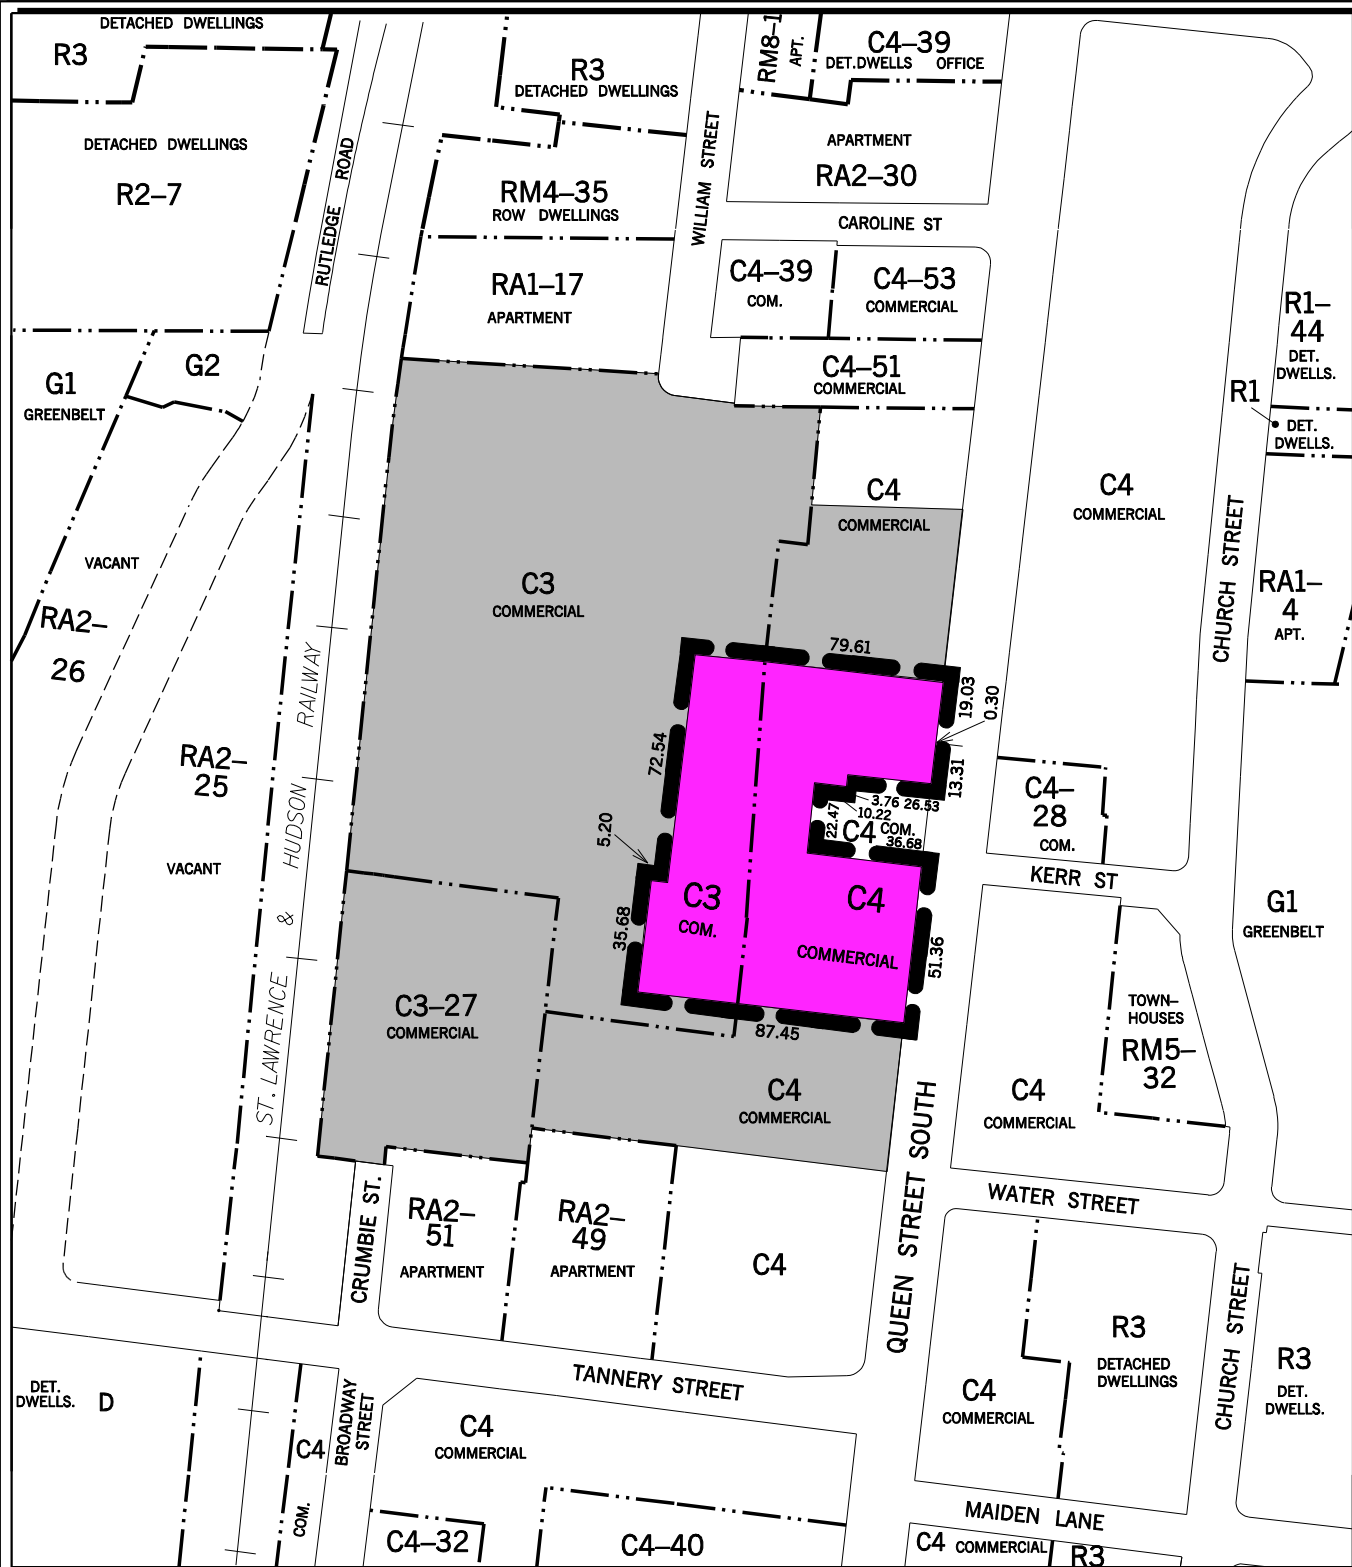 DETACHED DWELLINGS
R3
DETACHED DWELLINGS
R2–7
RUTLEDGE ROAD
R3
DETACHED DWELLINGS
RM4–35
ROW DWELLINGS
RA1–17
APARTMENT
WILLIAM STREET
RM8–1
APT.
C4–39
DET.DWELLS OFFICE
APARTMENT
RA2–30
CAROLINE ST
C4–39
COM.
C4–53
COMMERCIAL
C4–51
COMMERCIAL
G2
G1
GREENBELT
R1–
44
DET.
DWELLS.
R1
DET.
DWELLS.
C4
COMMERCIAL
C4
COMMERCIAL
CHURCH STREET
RA1–
4
APT.
VACANT
RA2–
26
C3
COMMERCIAL
RA2–
25
VACANT
ST. LAWRENCE & HUDSON RAILWAY
79.61
19.03
0.30
13.31
72.54
5.20
3.76
26.53
10.22
22.47
C4 COM.
36.68
35.68
C3
COM.
C4
COMMERCIAL
51.36
87.45
C4–
28
COM.
KERR ST
G1
GREENBELT
C3–27
COMMERCIAL
C4
COMMERCIAL
TOWN–
HOUSES
RM5–
32
C4
COMMERCIAL
QUEEN STREET SOUTH
WATER STREET
CRUMBIE ST.
RA2–
51
APARTMENT
RA2–
49
APARTMENT
C4
TANNERY STREET
R3
DETACHED
DWELLINGS
C4
COMMERCIAL
CHURCH STREET
R3
DET.
DWELLS.
DET.
DWELLS.
D
C4
COM.
BROADWAY
STREET
C4
COMMERCIAL
C4–32
C4–40
MAIDEN LANE
C4 COMMERCIAL
R3